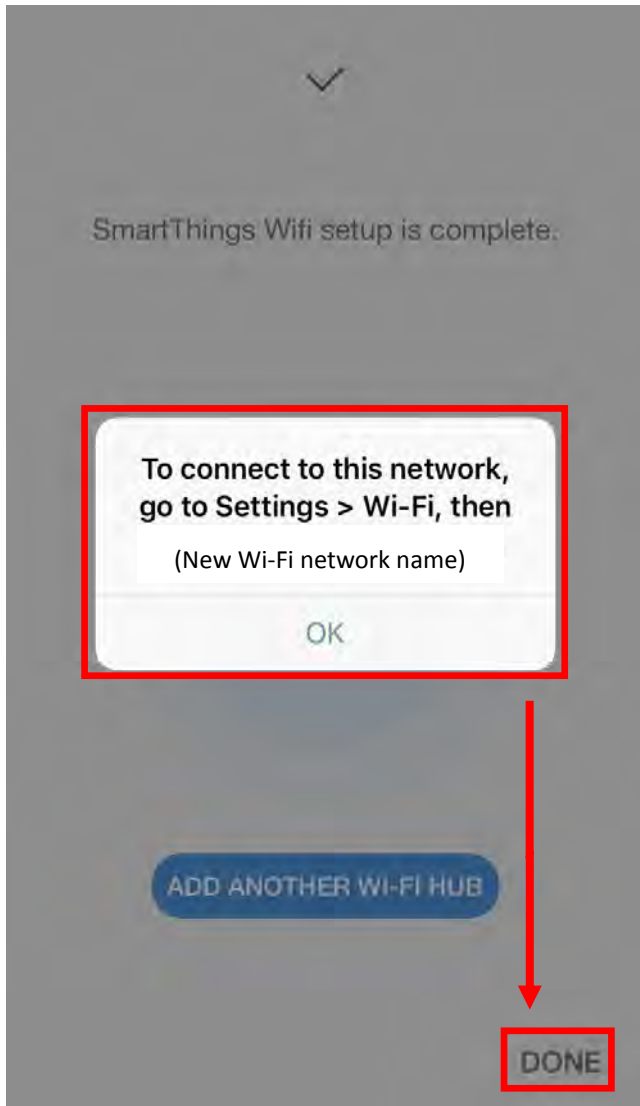 SmartThings Wifi setup is complete.
To connect to this network,
go to Settings > Wi-Fi, then
(New Wi-Fi network name)
OK
ADD ANOTHER WI-FI HUB
DONE